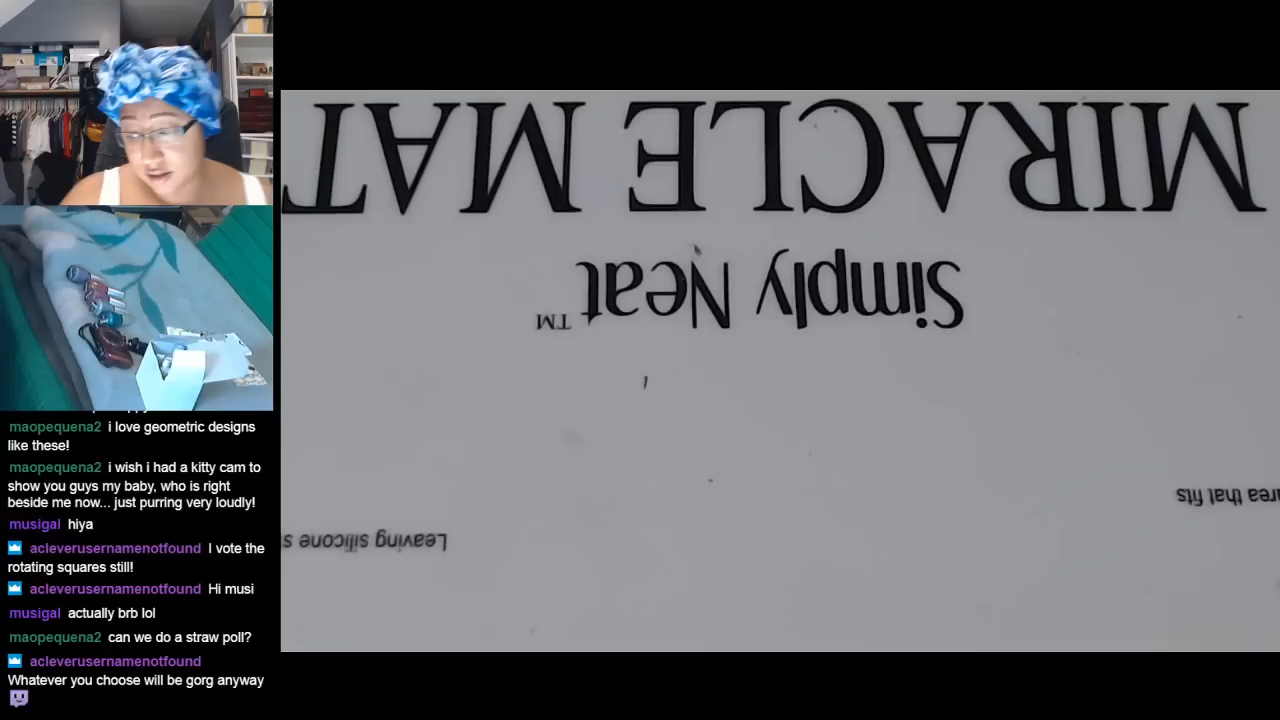 MIRACLE MAT
Simply Neat™
area that fits
Leaving silicone s
maopequena2 i love geometric designs
like these!
maopequena2 i wish i had a kitty cam to
show you guys my baby, who is right
beside me now... just purring very loudly!
musigal hiya
acleverusernamenotfound I vote the
rotating squares still!
acleverusernamenotfound Hi musi
musigal actually brb lol
maopequena2 can we do a straw poll?
acleverusernamenotfound
Whatever you choose will be gorg anyway